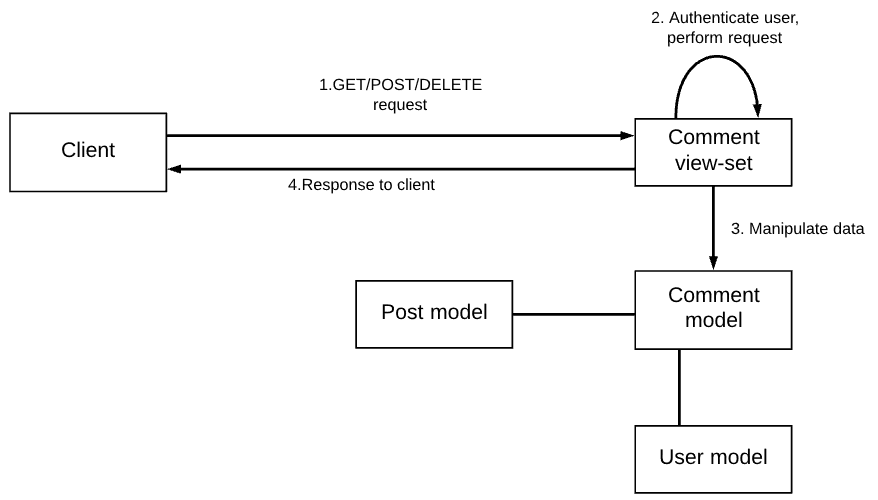 2. Authenticate user,
perform request
1.GET/POST/DELETE
request
Client
Comment
view-set
4.Response to client
3. Manipulate data
Post model
Comment
model
User model